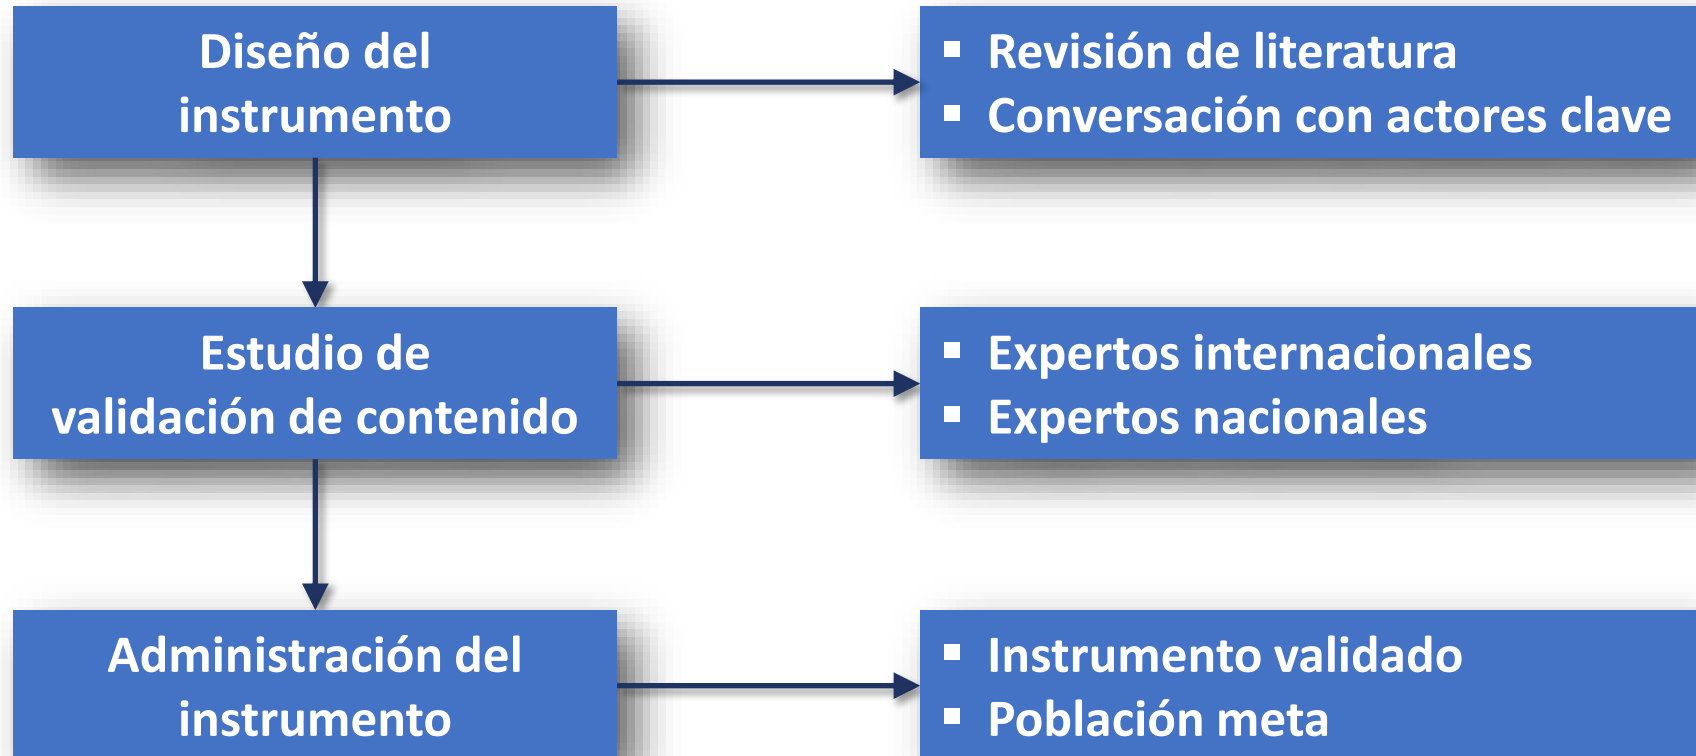 Diseño del
instrumento
▪ Revisión de literatura
▪ Conversación con actores clave
Estudio de
validación de contenido
▪ Expertos internacionales
▪ Expertos nacionales
Administración del
instrumento
▪ Instrumento validado
▪ Población meta